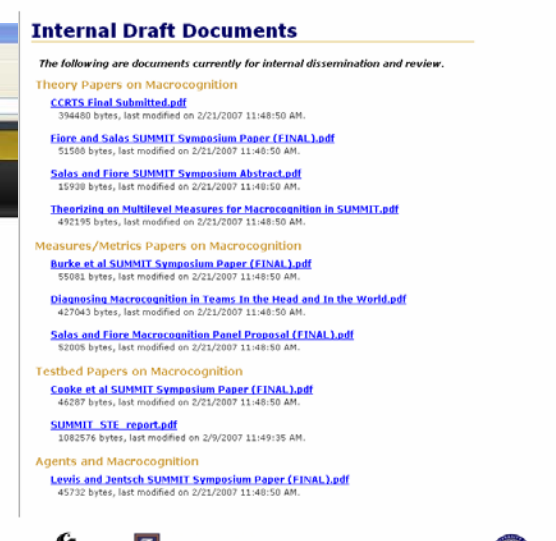 Internal Draft Documents
The following are documents currently for internal dissemination and review.
Theory Papers on Macrocognition
CCRTS Final Submitted.pdf
394480 bytes, last modified on 2/21/2007 11:48:50 AM.
Fiore and Salas SUMMIT Symposium Paper (FINAL).pdf
51588 bytes, last modified on 2/21/2007 11:48:50 AM.
Salas and Fiore SUMMIT Symposium Abstract.pdf
15938 bytes, last modified on 2/21/2007 11:48:50 AM.
Theorizing on Multilevel Measures for Macrocognition in SUMMIT.pdf
492195 bytes, last modified on 2/21/2007 11:48:50 AM.
Measures/Metrics Papers on Macrocognition
Burke et al SUMMIT Symposium Paper (FINAL).pdf
55081 bytes, last modified on 2/21/2007 11:48:50 AM.
Diagnosing Macrocognition in Teams In the Head and In the World.pdf
427043 bytes, last modified on 2/21/2007 11:48:50 AM.
Salas and Fiore Macrocognition Panel Proposal (FINAL).pdf
52005 bytes, last modified on 2/21/2007 11:48:50 AM.
Testbed Papers on Macrocognition
Cooke et al SUMMIT Symposium Paper (FINAL).pdf
46287 bytes, last modified on 2/21/2007 11:48:50 AM.
SUMMIT_STE_report.pdf
1082576 bytes, last modified on 2/9/2007 11:49:35 AM.
Agents and Macrocognition
Lewis and Jentsch SUMMIT Symposium Paper (FINAL).pdf
45732 bytes, last modified on 2/21/2007 11:48:50 AM.